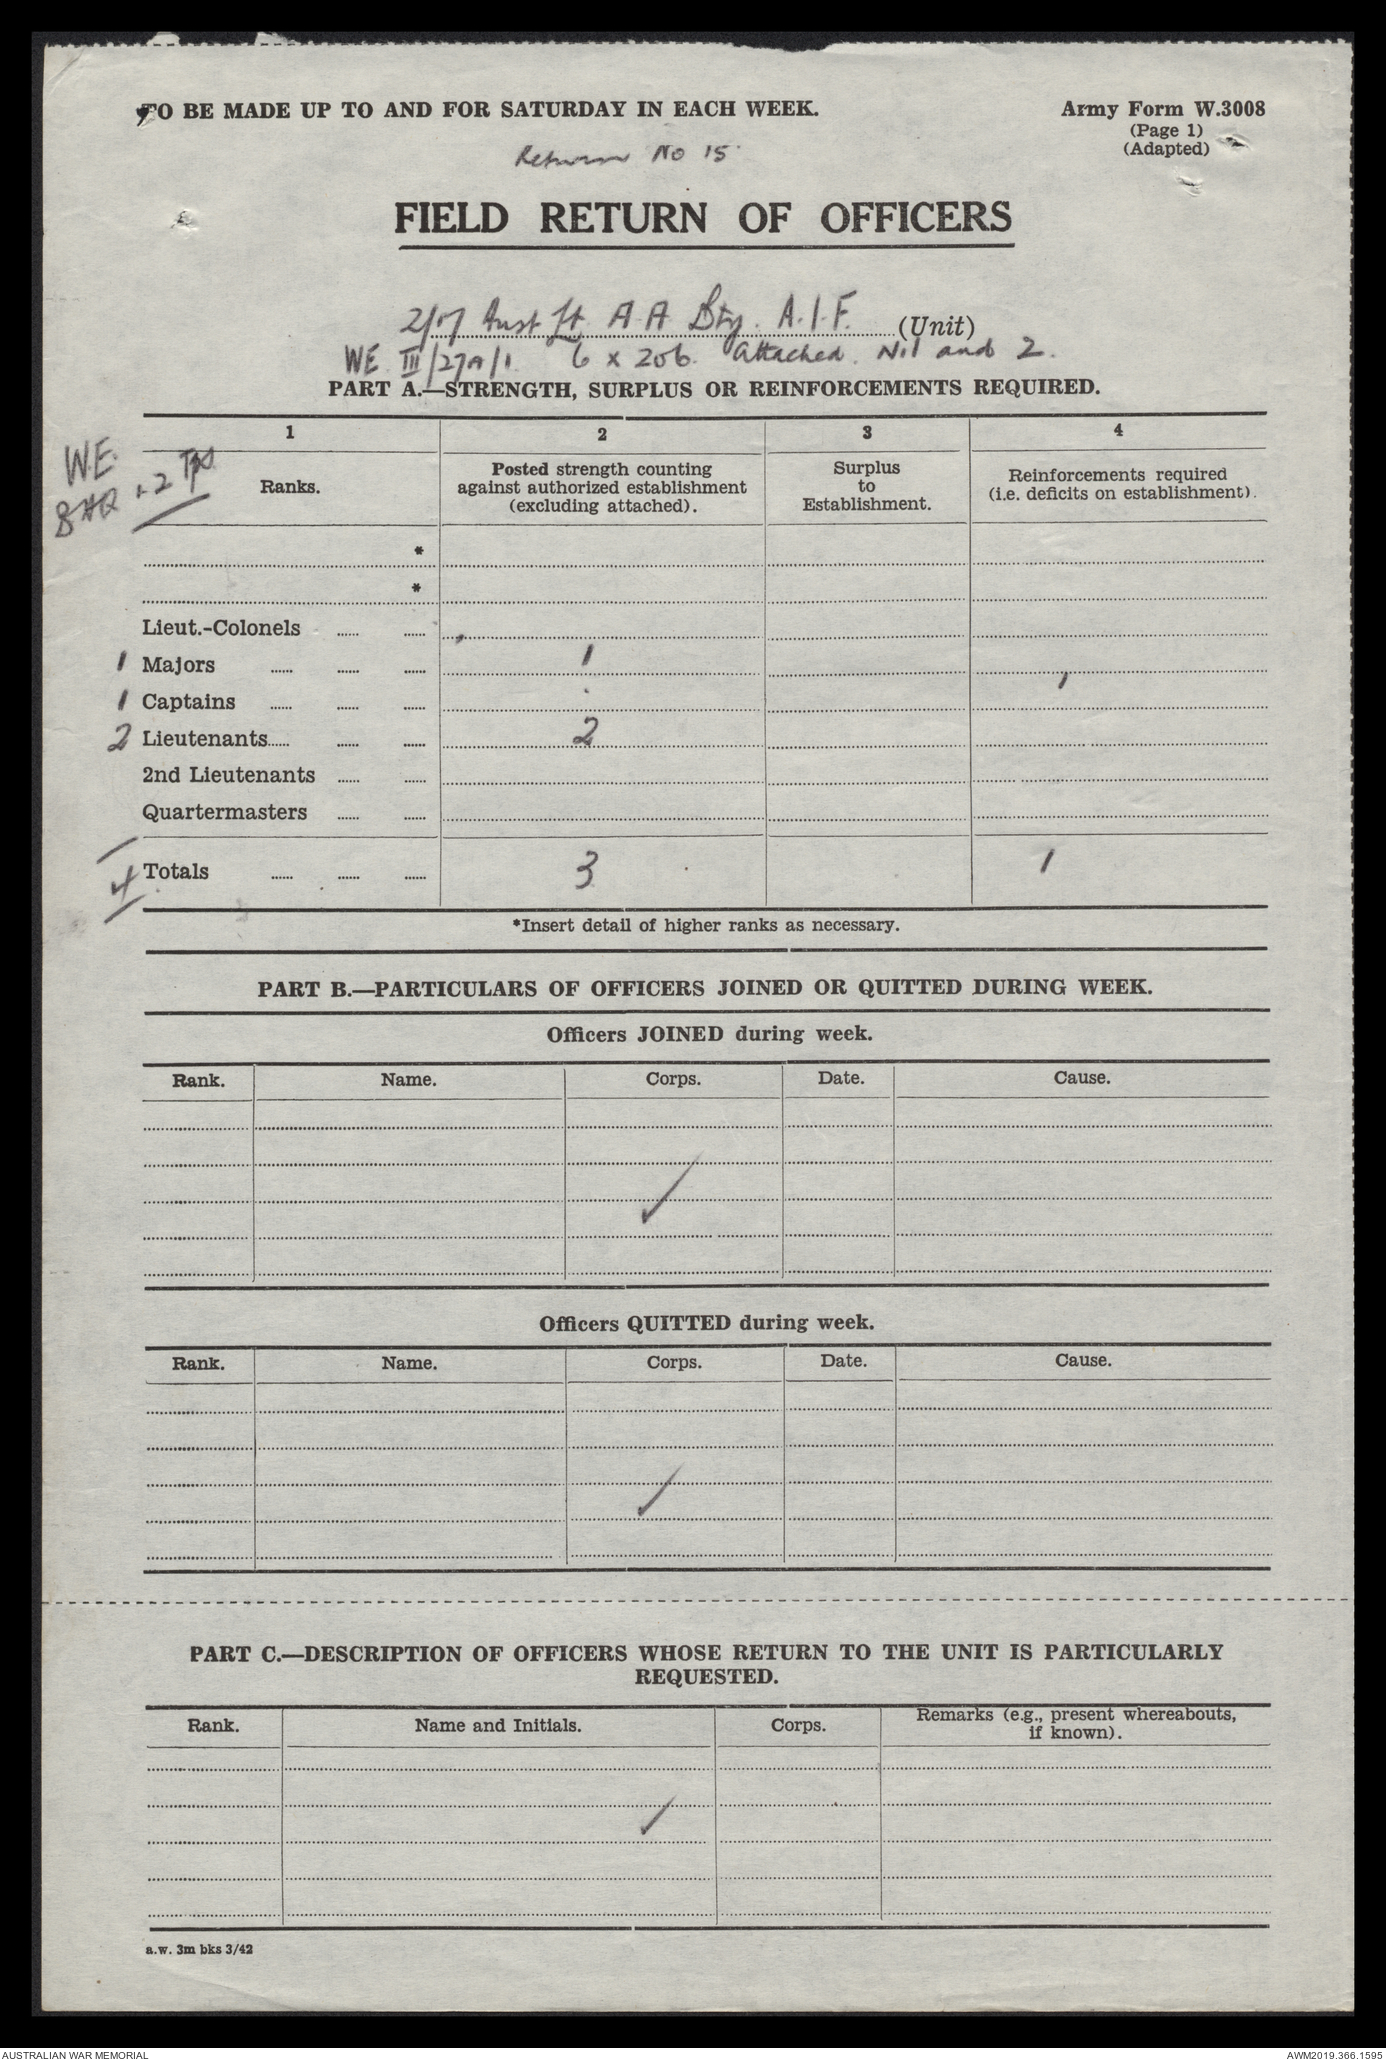 TO BE MADE UP TO AND FOR SATURDAY IN EACH WEEK.
Army Form W.3008
(Page 1)
(Adapted)
Return No 15
FIELD RETURN OF OFFICERS
2/7 Aust Lt A A Bty. A.I.F. (Unit)
WE III/27A/1 6 x 206. Attached. Nil and 2.
PART A.—STRENGTH, SURPLUS OR REINFORCEMENTS REQUIRED.
WE.
BHQ + 2 Tps
1 2 3 4
Ranks.
Posted strength counting
against authorized establishment
(excluding attached).
Surplus
to
Establishment.
Reinforcements required
(i.e. deficits on establishment).
*
*
Lieut.-Colonels
1 Majors 1
1 Captains 1
2 Lieutenants 2
2nd Lieutenants
Quartermasters
4 Totals 3 1
*Insert detail of higher ranks as necessary.
PART B.—PARTICULARS OF OFFICERS JOINED OR QUITTED DURING WEEK.
Officers JOINED during week.
Rank. Name. Corps. Date. Cause.
✓
Officers QUITTED during week.
Rank. Name. Corps. Date. Cause.
✓
PART C.—DESCRIPTION OF OFFICERS WHOSE RETURN TO THE UNIT IS PARTICULARLY
REQUESTED.
Rank. Name and Initials. Corps. Remarks (e.g., present whereabouts,
if known).
✓
a.w. 3m bks 3/42
AUSTRALIAN WAR MEMORIAL
AWM2019.366.1595